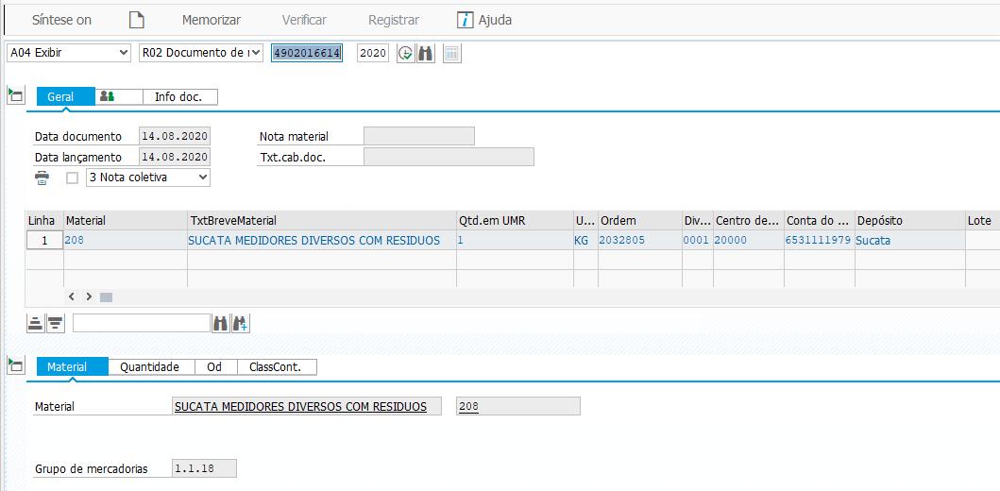 Síntese on Memorizar Verificar Registrar Ajuda
A04 Exibir R02 Documento de r 4902016614 2020
Geral Info doc.
Data documento 14.08.2020 Nota material
Data lançamento 14.08.2020 Txt.cab.doc.
3 Nota coletiva
Linha Material TxtBreveMaterial Qtd.em UMR U... Ordem Div... Centro de... Conta do ... Depósito Lote
1 208 SUCATA MEDIDORES DIVERSOS COM RESIDUOS 1 KG 2032805 0001 20000 6531111979 Sucata
Material Quantidade Od ClassCont.
Material SUCATA MEDIDORES DIVERSOS COM RESIDUOS 208
Grupo de mercadorias 1.1.18